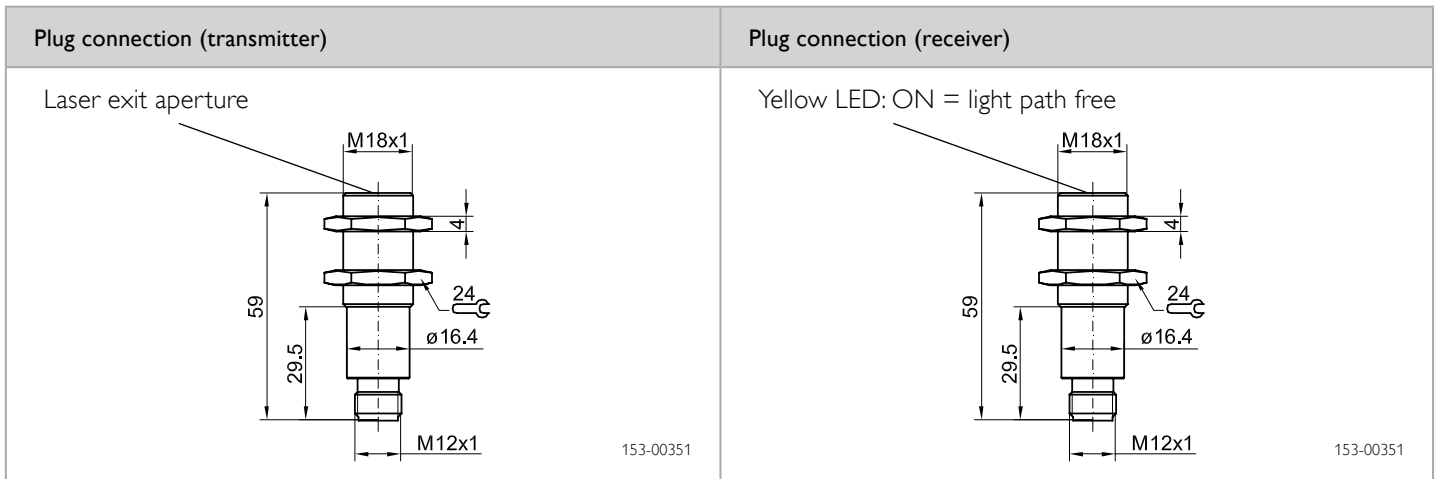 Plug connection (transmitter)
Plug connection (receiver)
Laser exit aperture
M18x1
4
59
24
29.5
ø16.4
M12x1
153-00351
Yellow LED: ON = light path free
M18x1
4
59
24
29.5
ø16.4
M12x1
153-00351